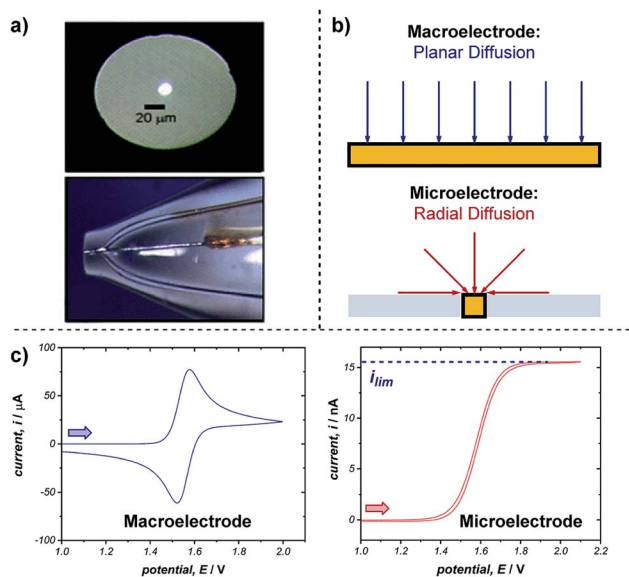 a)
20 μm
b)
Macroelectrode:
Planar Diffusion
Microelectrode:
Radial Diffusion
c)
100
50
0
-50
-100
current, i / μA
1.0
1.2
1.4
1.6
1.8
2.0
potential, E / V
Macroelectrode
15
10
5
0
current, i / nA
i_lim
1.0
1.2
1.4
1.6
1.8
2.0
2.2
potential, E / V
Microelectrode